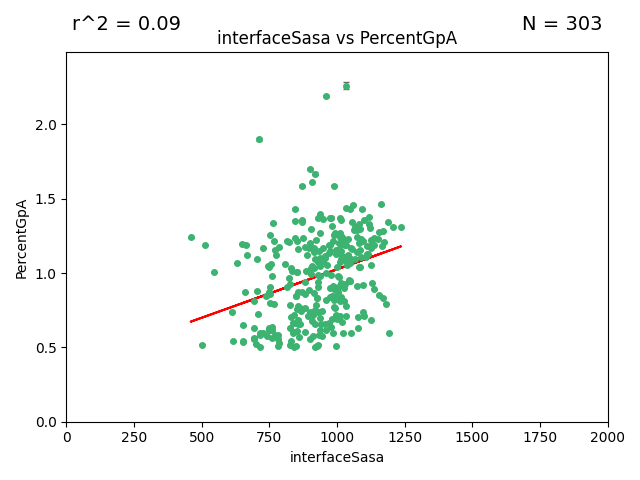 r^2 = 0.09
N = 303
interfaceSasa vs PercentGpA
PercentGpA
2.0
1.5
1.0
0.5
0.0
0 250 500 750 1000 1250 1500 1750 2000
interfaceSasa